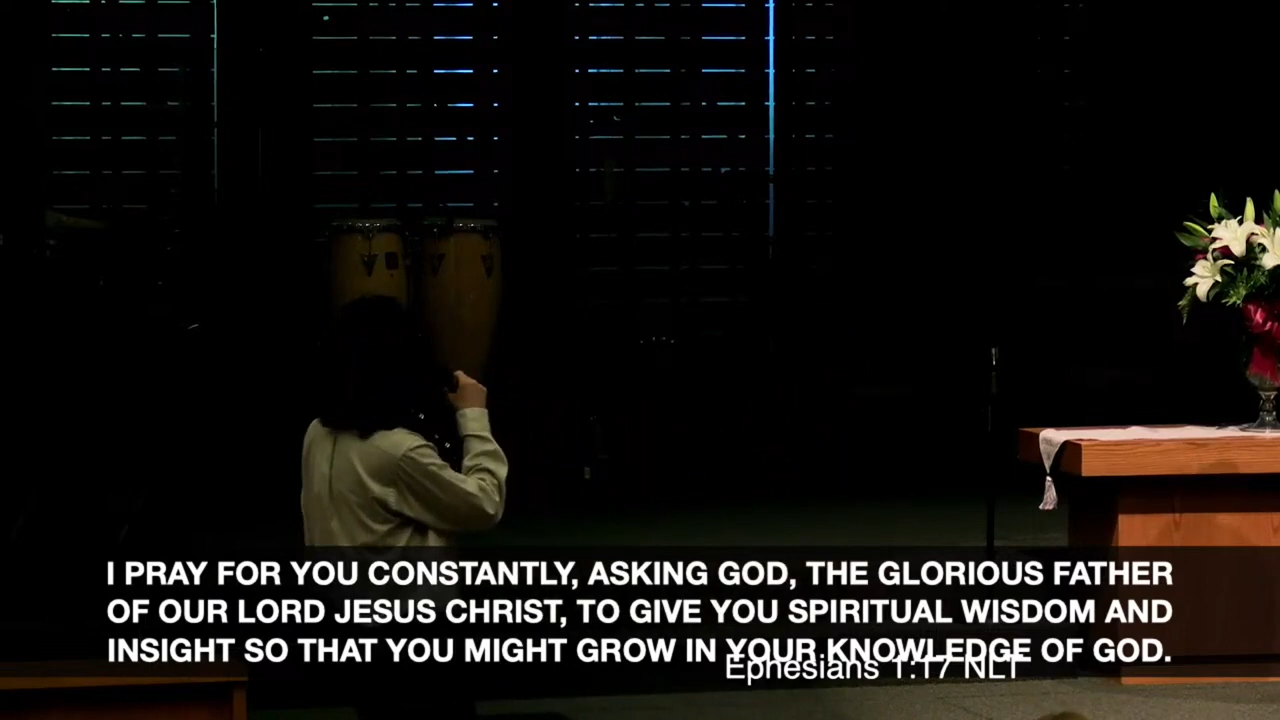 I PRAY FOR YOU CONSTANTLY, ASKING GOD, THE GLORIOUS FATHER
OF OUR LORD JESUS CHRIST, TO GIVE YOU SPIRITUAL WISDOM AND
INSIGHT SO THAT YOU MIGHT GROW IN YOUR KNOWLEDGE OF GOD.
Ephesians 1:17 NLT